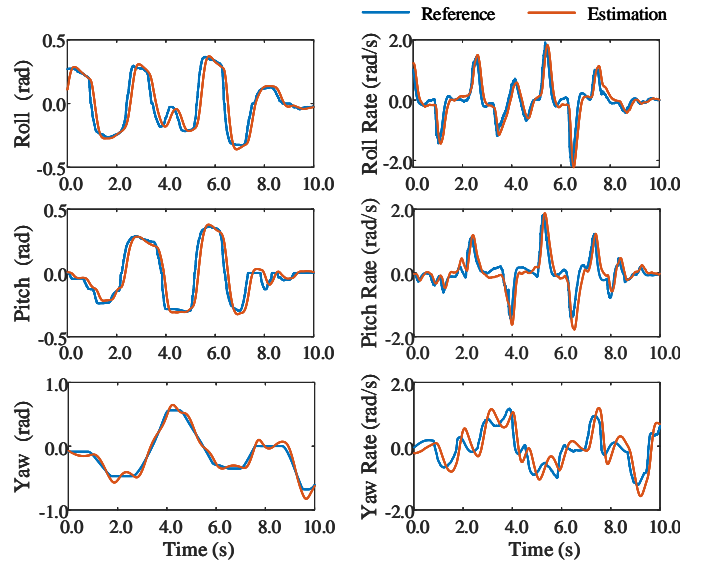 Reference Estimation
Roll (rad)
0.5
0.0
-0.5
0.0 2.0 4.0 6.0 8.0 10.0
Roll Rate (rad/s)
2.0
0.0
-2.0
0.0 2.0 4.0 6.0 8.0 10.0
Pitch (rad)
0.5
0.0
-0.5
0.0 2.0 4.0 6.0 8.0 10.0
Pitch Rate (rad/s)
2.0
0.0
-2.0
0.0 2.0 4.0 6.0 8.0 10.0
Yaw (rad)
1.0
0.0
-1.0
0.0 2.0 4.0 6.0 8.0 10.0
Time (s)
Yaw Rate (rad/s)
2.0
0.0
-2.0
0.0 2.0 4.0 6.0 8.0 10.0
Time (s)